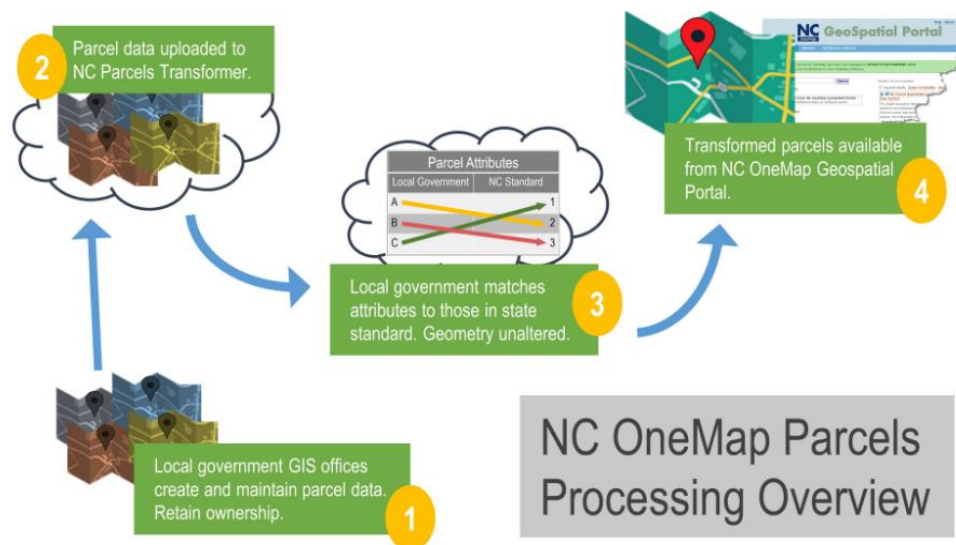 2
Parcel data uploaded to
NC Parcels Transformer.
NC GeoSpatial Portal
Transformed parcels available
from NC OneMap Geospatial
Portal.
4
Parcel Attributes
Local Government NC Standard
A 1
B 2
C 3
Local government matches
attributes to those in state
standard. Geometry unaltered.
3
Local government GIS offices
create and maintain parcel data.
Retain ownership.
1
NC OneMap Parcels
Processing Overview